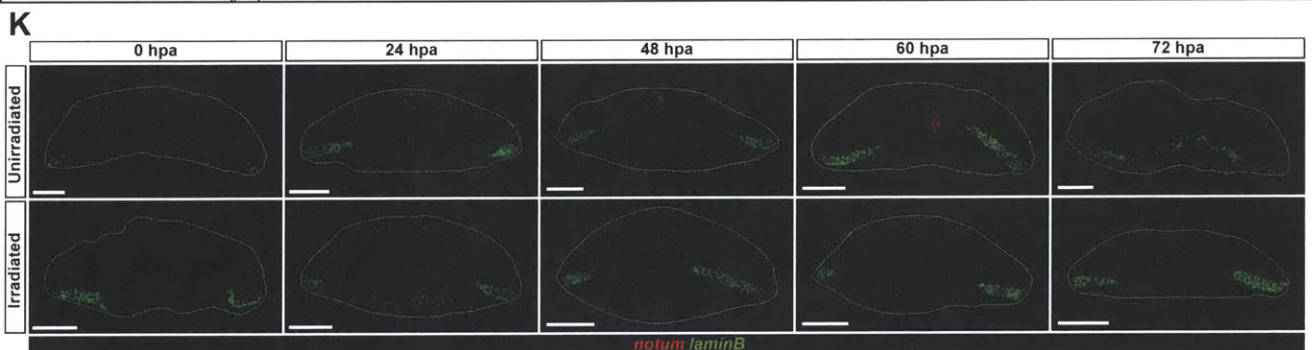 K
0 hpa 24 hpa 48 hpa 60 hpa 72 hpa
Unirradiated
Irradiated
notum laminB